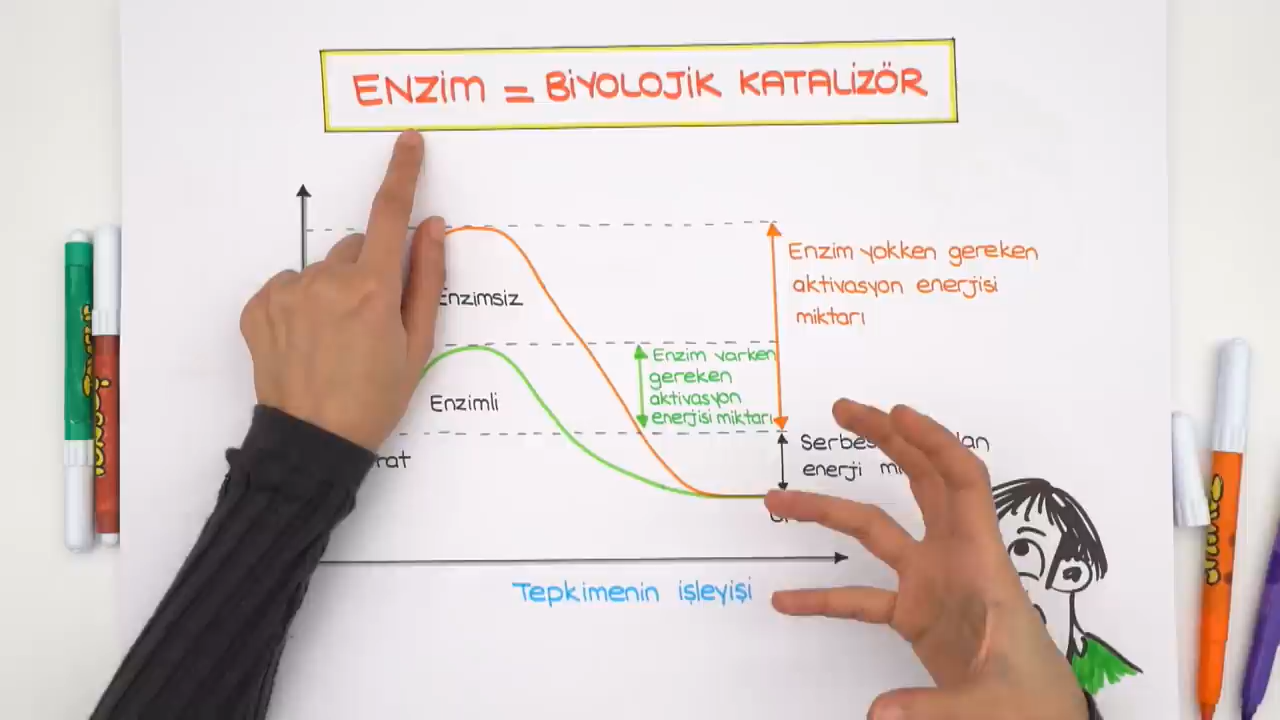 ENZİM = BİYOLOJİK KATALİZÖR
Enzim yokken gereken
aktivasyon enerjisi
miktarı
Enzimsiz
Enzim varken
gereken
aktivasyon
enerjisi miktarı
Enzimli
enerji
Tepkimenin işleyişi